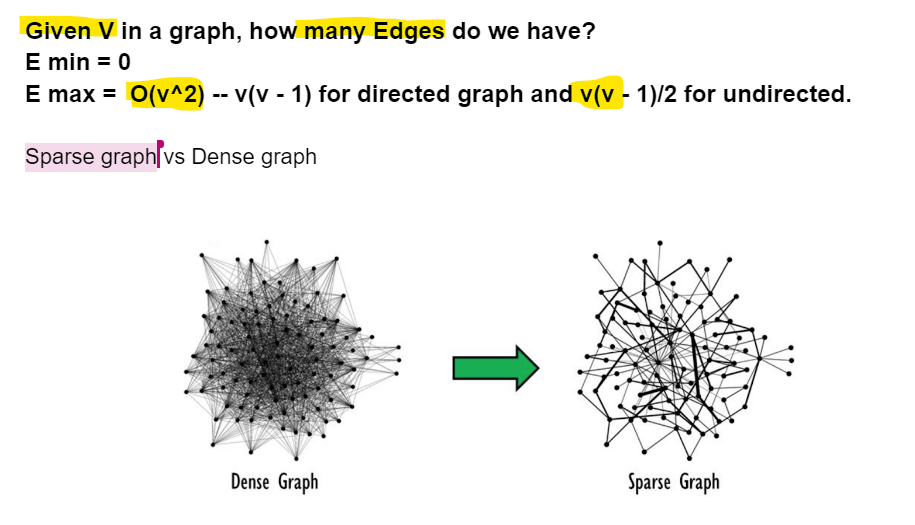 Given V in a graph, how many Edges do we have?
E min = 0
E max = O(v^2) -- v(v - 1) for directed graph and v(v - 1)/2 for undirected.
Sparse graph vs Dense graph
Dense Graph
Sparse Graph